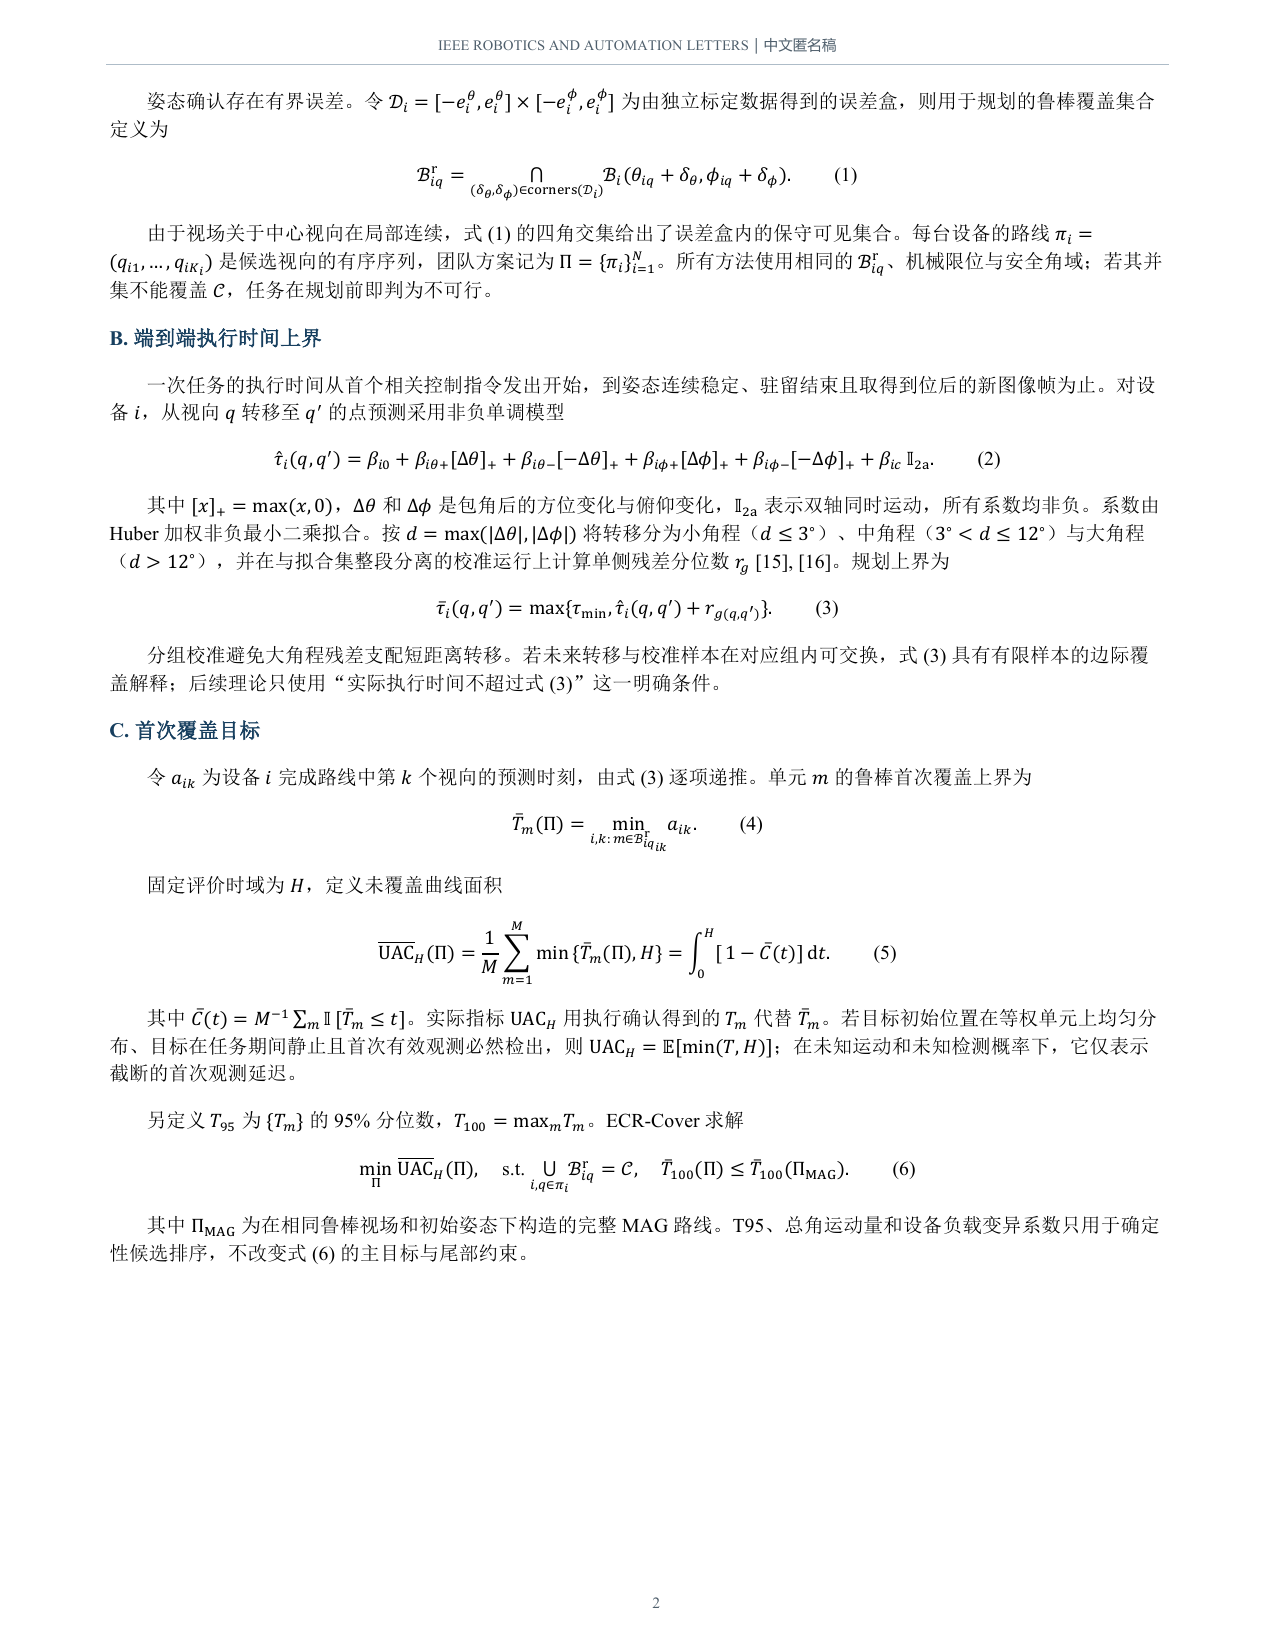 IEEE ROBOTICS AND AUTOMATION LETTERS | 中文匿名稿
姿态确认存在有界误差。令 𝒟ᵢ = [−e_i^θ, e_i^θ] × [−e_i^ϕ, e_i^ϕ] 为由独立标定数据得到的误差盒，则用于规划的鲁棒覆盖集合
定义为
ℬ_{iq}^r = ⋂_{(δ_θ,δ_ϕ)∈corners(𝒟_i)} ℬ_i(θ_{iq} + δ_θ, ϕ_{iq} + δ_ϕ). (1)
由于视场关于中心视向在局部连续，式 (1) 的四角交集给出了误差盒内的保守可见集合。每台设备的路线 π_i =
(q_{i1}, …, q_{iK_i}) 是候选视向的有序序列，团队方案记为 Π = {π_i}_{i=1}^N。所有方法使用相同的 ℬ_{iq}^r、机械限位与安全角域；若其并
集不能覆盖 𝒞，任务在规划前即判为不可行。
B. 端到端执行时间上界
一次任务的执行时间从首个相关控制指令发出开始，到姿态连续稳定、驻留结束且取得到位后的新图像帧为止。对设
备 i，从视向 q 转移至 q′ 的点预测采用非负单调模型
τ̂_i(q, q′) = β_{i0} + β_{iθ+}[Δθ]_+ + β_{iθ−}[−Δθ]_+ + β_{iϕ+}[Δϕ]_+ + β_{iϕ−}[−Δϕ]_+ + β_{ic} 𝕀_{2a}. (2)
其中 [x]_+ = max(x, 0)，Δθ 和 Δϕ 是包角后的方位变化与俯仰变化，𝕀_{2a} 表示双轴同时运动，所有系数均非负。系数由
Huber 加权非负最小二乘拟合。按 d = max(|Δθ|, |Δϕ|) 将转移分为小角程（d ≤ 3°）、中角程（3° < d ≤ 12°）与大角程
（d > 12°），并在与拟合集整段分离的校准运行上计算单侧残差分位数 r_g [15], [16]。规划上界为
τ̄_i(q, q′) = max{τ_min, τ̂_i(q, q′) + r_{g(q,q′)}}. (3)
分组校准避免大角程残差支配短距离转移。若未来转移与校准样本在对应组内可交换，式 (3) 具有有限样本的边际覆
盖解释；后续理论只使用“实际执行时间不超过式 (3)”这一明确条件。
C. 首次覆盖目标
令 a_{ik} 为设备 i 完成路线中第 k 个视向的预测时刻，由式 (3) 逐项递推。单元 m 的鲁棒首次覆盖上界为
T̄_m(Π) = min_{i,k: m∈ℬ_{iq_{ik}}^r} a_{ik}. (4)
固定评价时域为 H，定义未覆盖曲线面积
\overline{UAC}_H(Π) = \frac{1}{M} ∑_{m=1}^{M} min {T̄_m(Π), H} = ∫_0^H [ 1 − C̄(t)] dt. (5)
其中 C̄(t) = M^{−1} ∑_m 𝕀 [T̄_m ≤ t]。实际指标 UAC_H 用执行确认得到的 T_m 代替 T̄_m。若目标初始位置在等权单元上均匀分
布、目标在任务期间静止且首次有效观测必然检出，则 UAC_H = 𝔼[min(T, H)]；在未知运动和未知检测概率下，它仅表示
截断的首次观测延迟。
另定义 T_{95} 为 {T_m} 的 95% 分位数，T_{100} = max_m T_m。ECR-Cover 求解
min_Π \overline{UAC}_H(Π), s.t. ⋃_{i,q∈π_i} ℬ_{iq}^r = 𝒞, T̄_{100}(Π) ≤ T̄_{100}(Π_{MAG}). (6)
其中 Π_{MAG} 为在相同鲁棒视场和初始姿态下构造的完整 MAG 路线。T95、总角运动量和设备负载变异系数只用于确定
性候选排序，不改变式 (6) 的主目标与尾部约束。
2